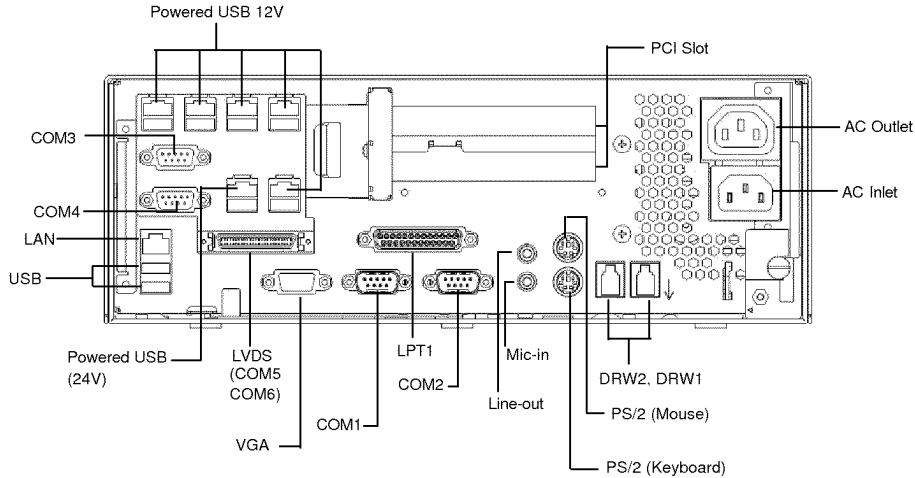 Powered USB 12V
PCI Slot
COM3
AC Outlet
AC Inlet
COM4
LAN
USB
Powered USB
(24V)
LVDS
(COM5
COM6)
LPT1
Mic-in
COM2
DRW2, DRW1
Line-out
PS/2 (Mouse)
COM1
VGA
PS/2 (Keyboard)